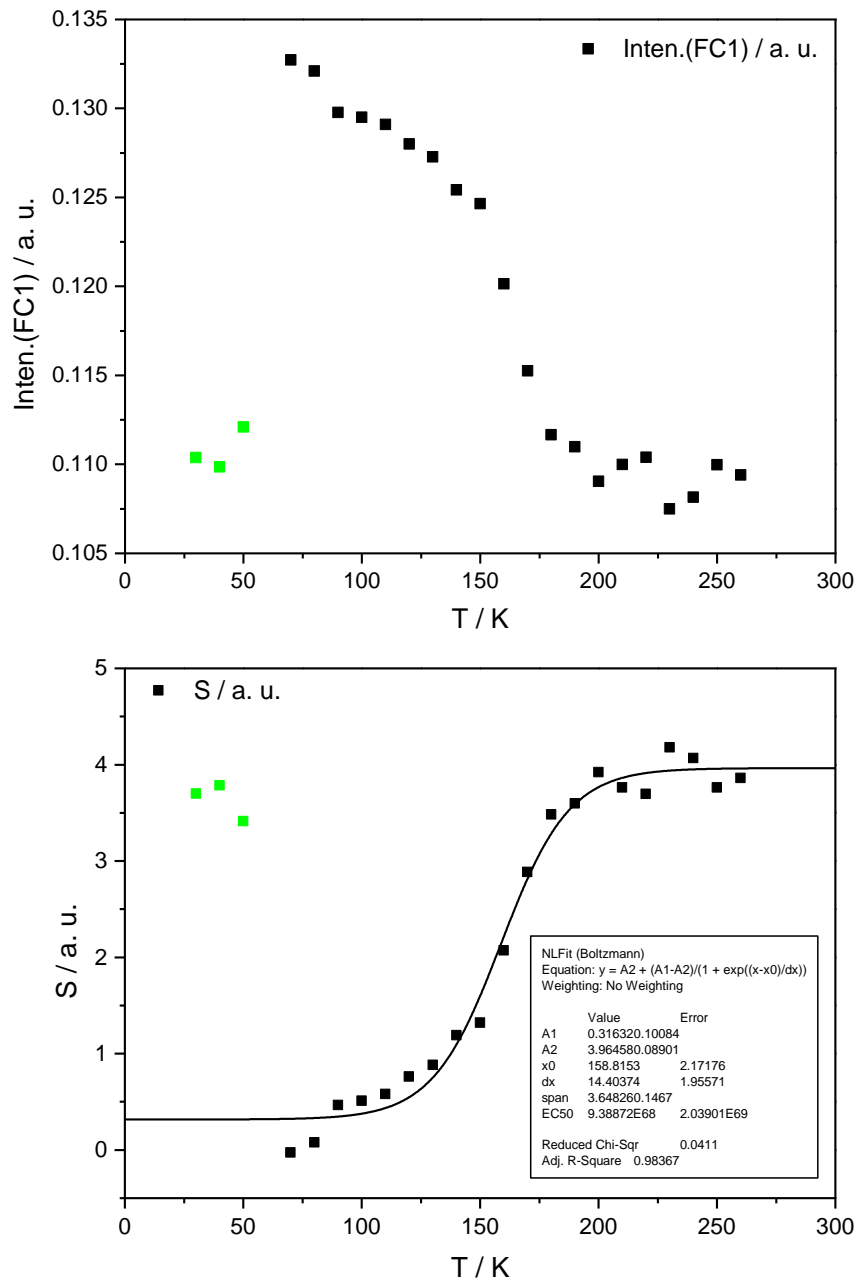 0.135
0.130
0.125
0.120
0.115
0.110
0.105
Inten.(FC1) / a. u.
Inten.(FC1) / a. u.
0 50 100 150 200 250 300
T / K
5
4
3
2
1
0
S / a. u.
S / a. u.
NLFit (Boltzmann)
Equation: y = A2 + (A1-A2)/(1 + exp((x-x0)/dx))
Weighting: No Weighting
Value Error
A1 0.316320.10084
A2 3.964580.08901
x0 158.8153 2.17176
dx 14.40374 1.95571
span 3.648260.1467
EC50 9.38872E68 2.03901E69
Reduced Chi-Sqr 0.0411
Adj. R-Square 0.98367
0 50 100 150 200 250 300
T / K